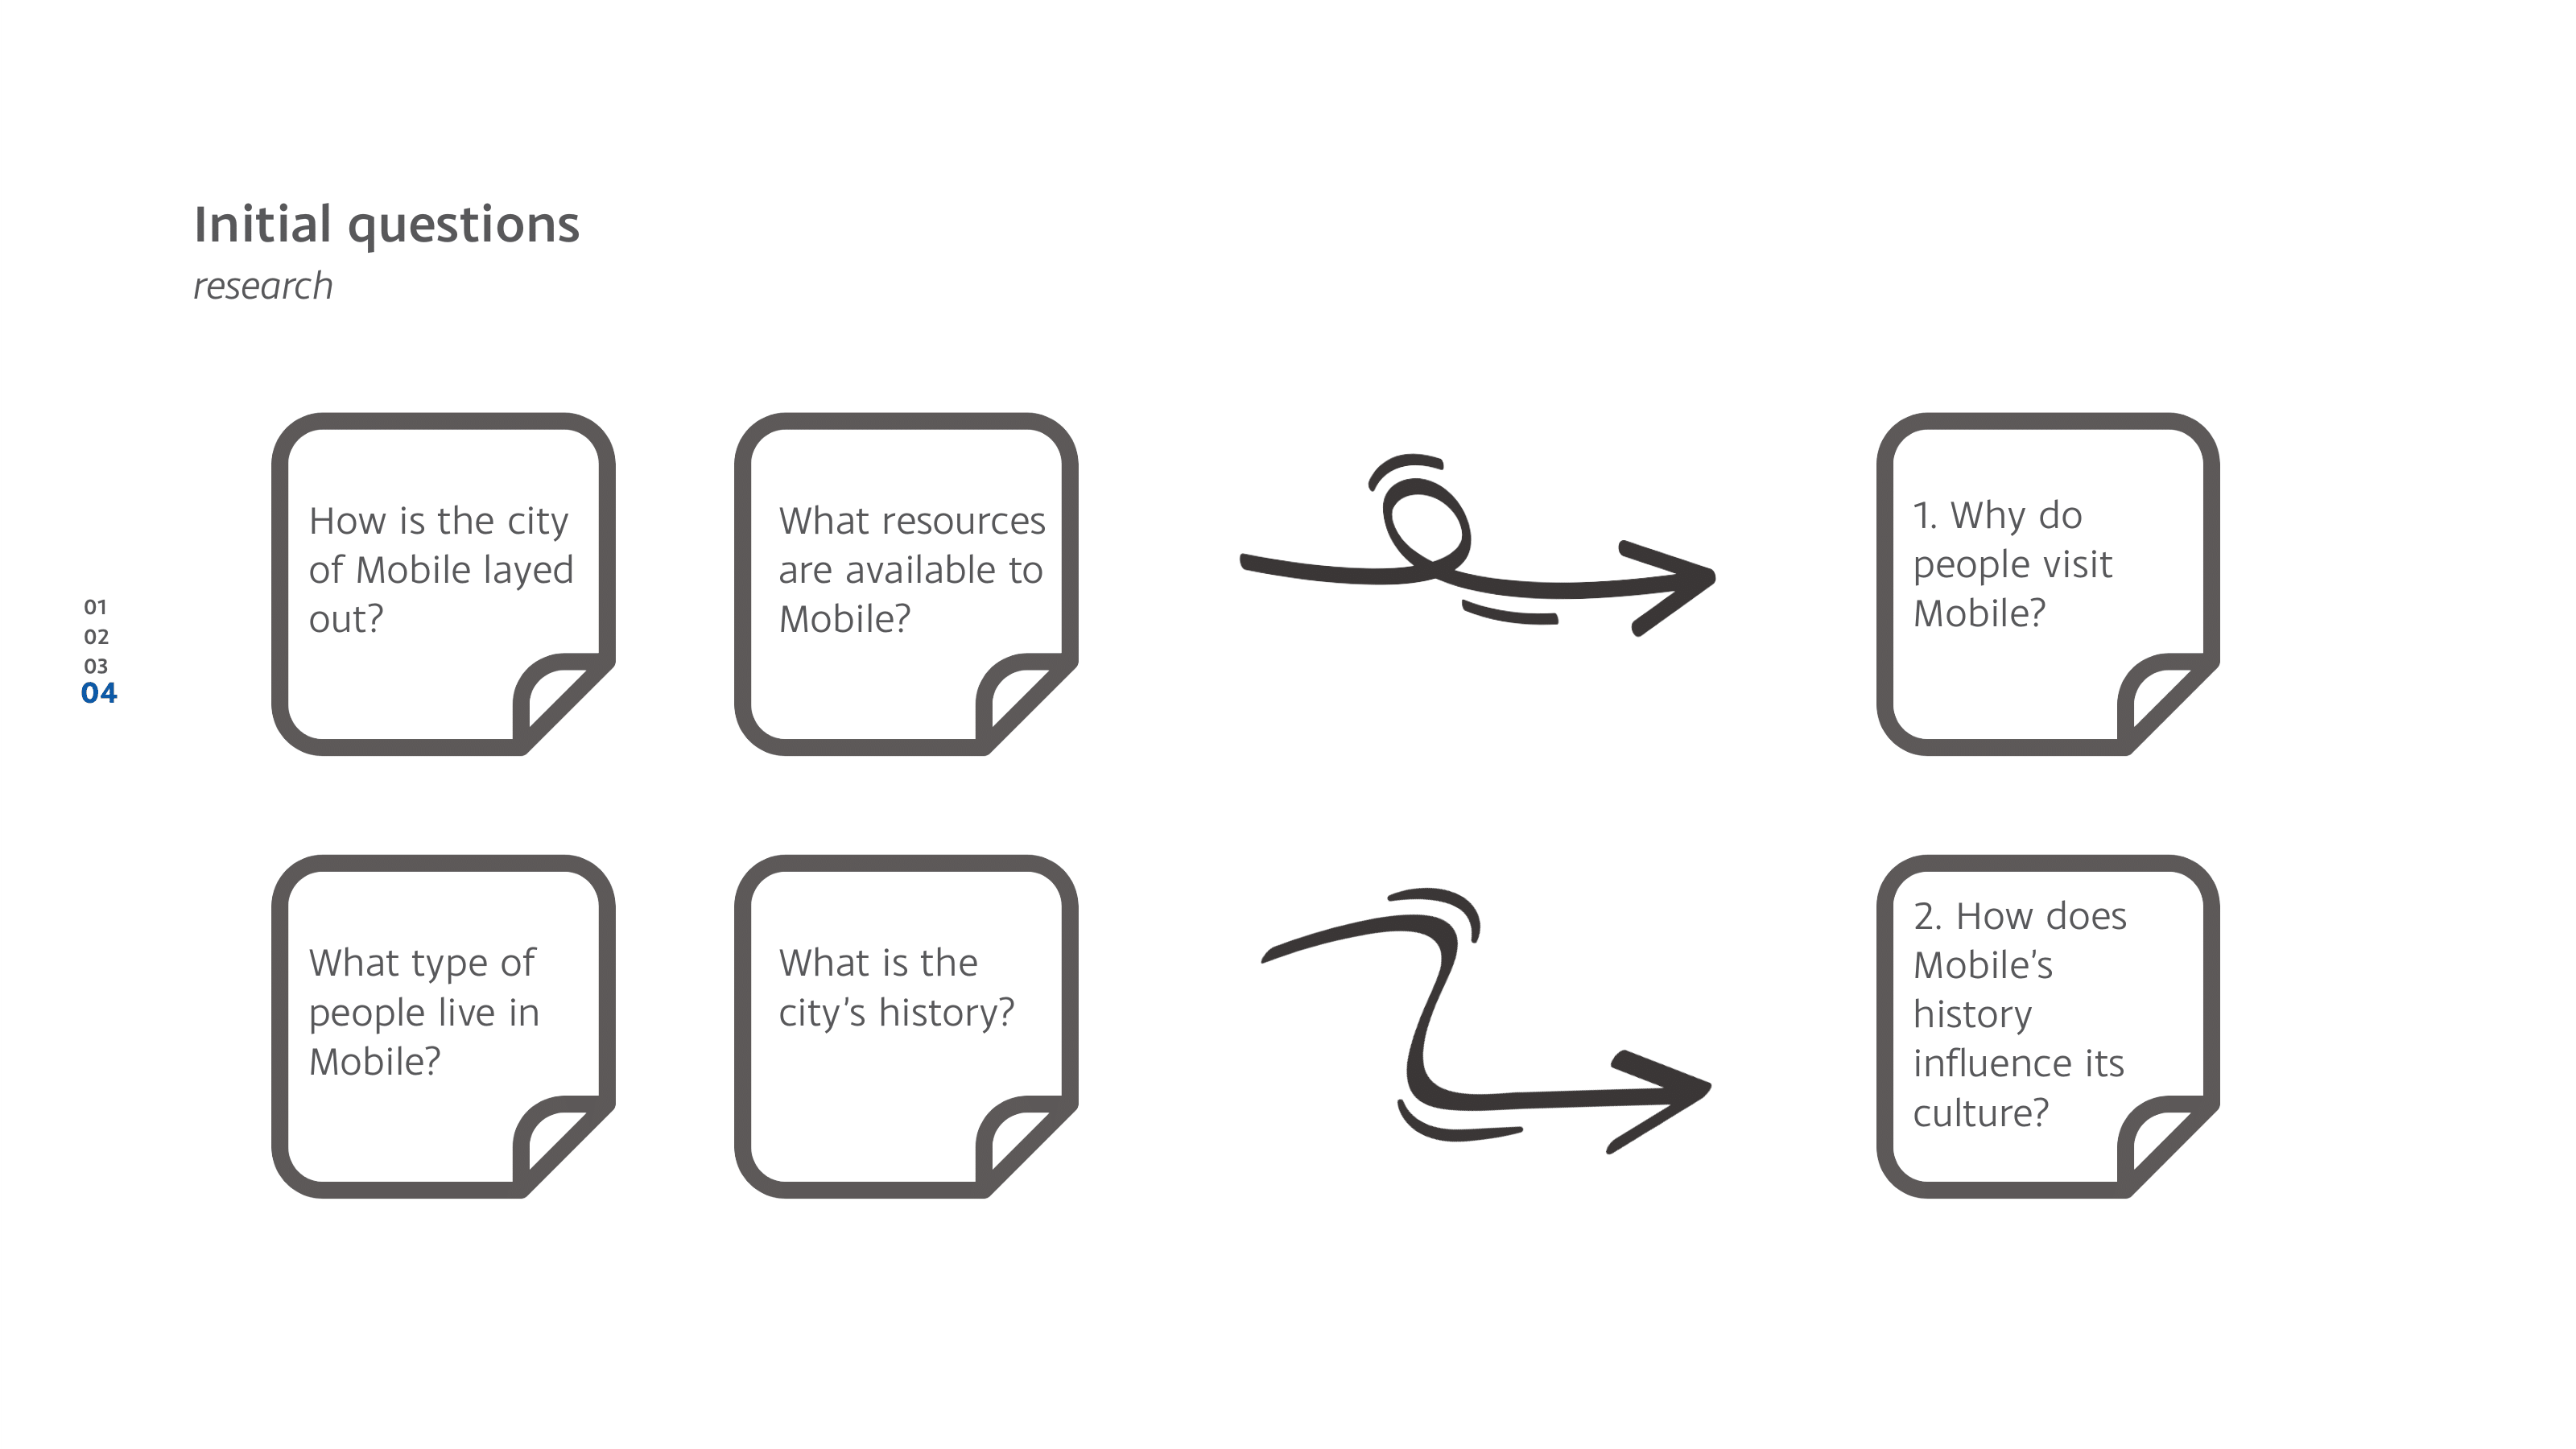 Initial questions
research
How is the city
of Mobile layed
out?
What resources
are available to
Mobile?
1. Why do
people visit
Mobile?
01
02
03
04
What type of
people live in
Mobile?
What is the
city’s history?
2. How does
Mobile’s
history
influence its
culture?